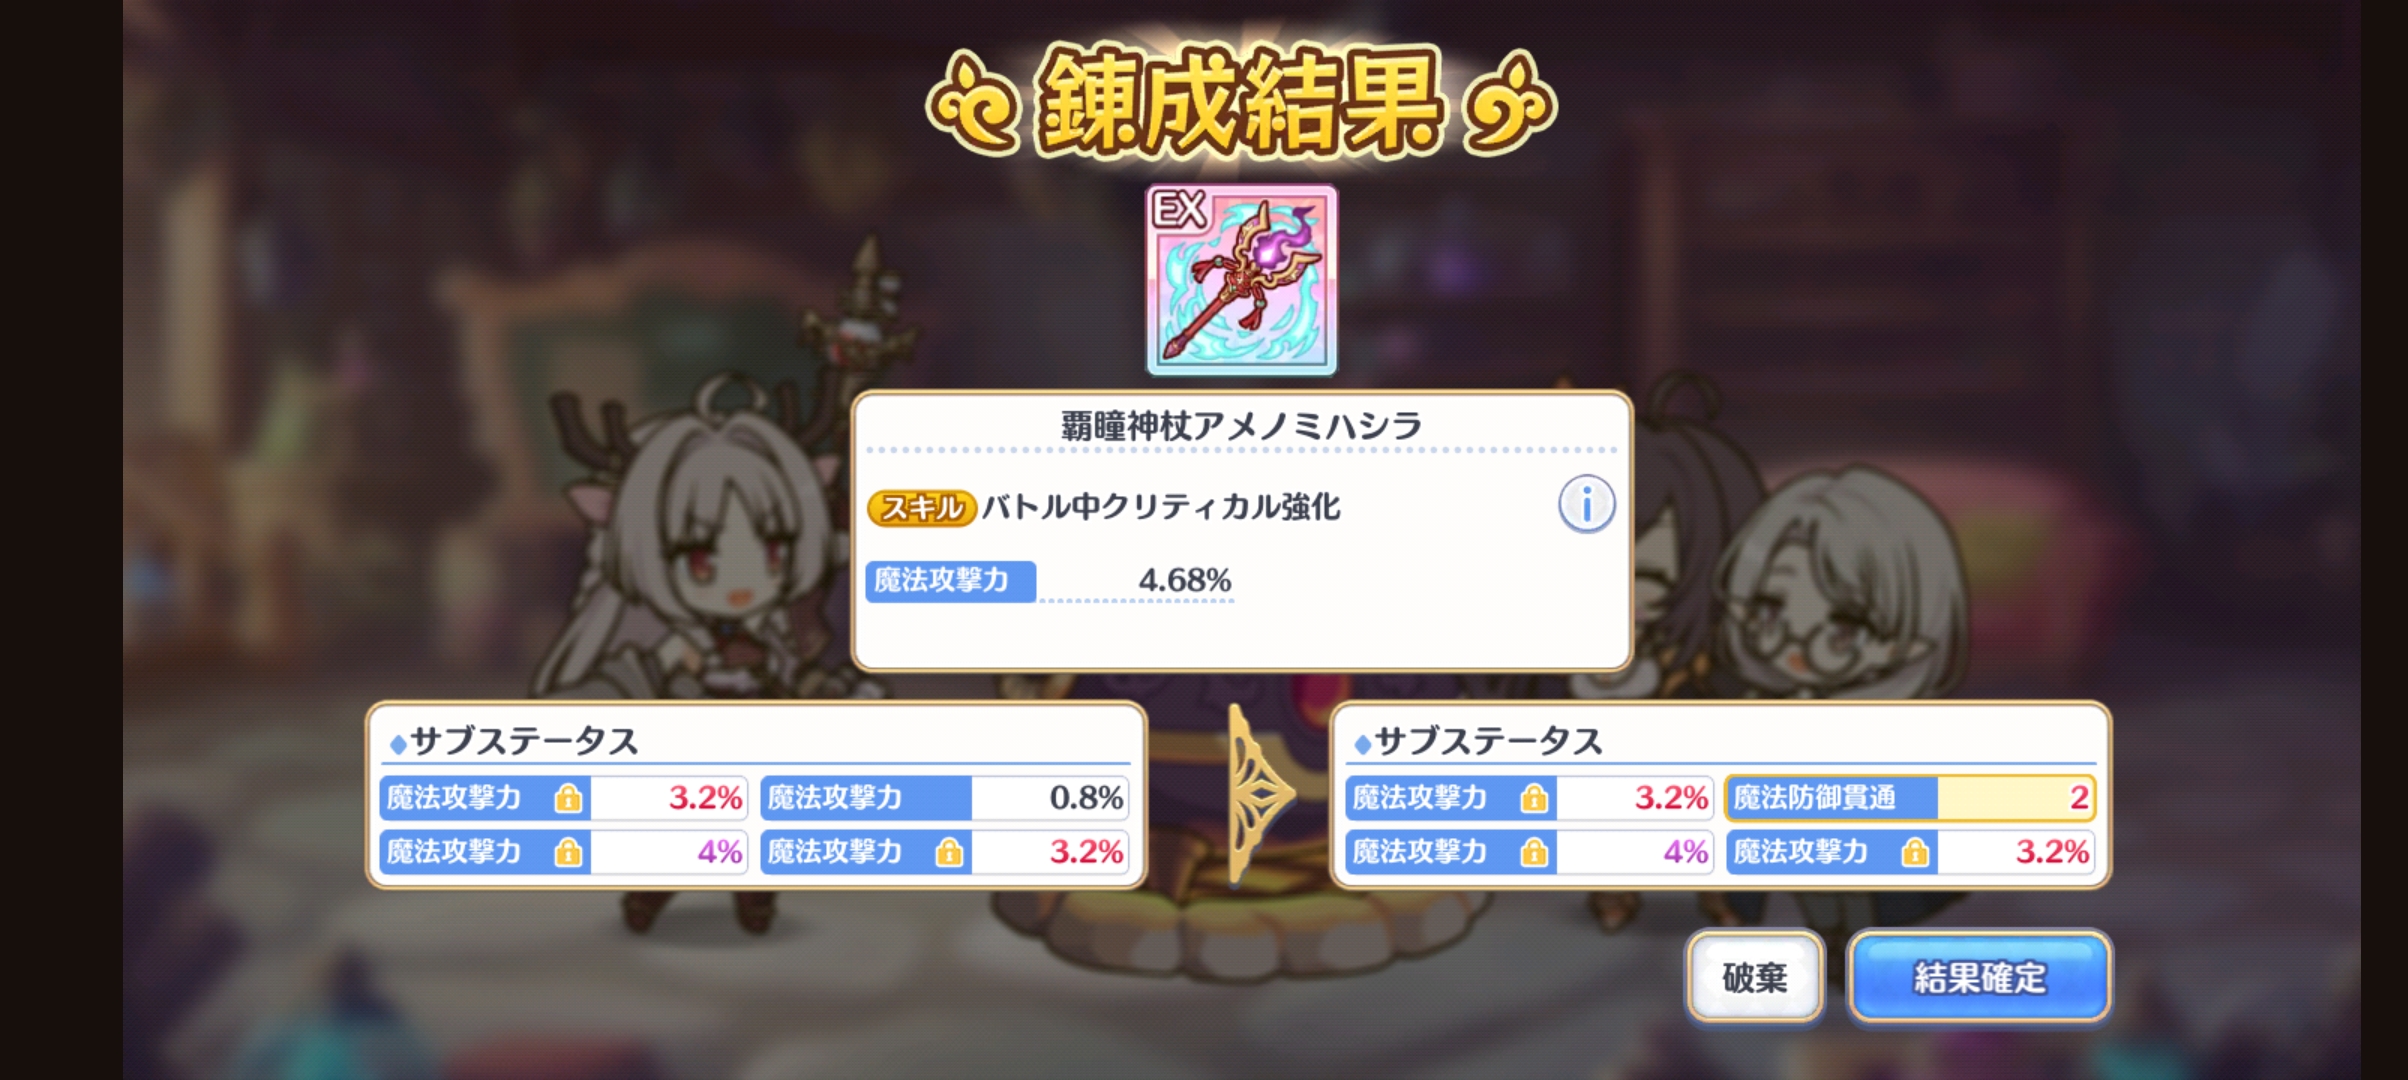 錬成結果
EX
覇瞳神杖アメノミハシラ
スキル バトル中クリティカル強化
i
魔法攻撃力 4.68%
サブステータス
魔法攻撃力 3.2% 魔法攻撃力 0.8%
魔法攻撃力 4% 魔法攻撃力 3.2%
サブステータス
魔法攻撃力 3.2% 魔法防御貫通 2
魔法攻撃力 4% 魔法攻撃力 3.2%
破棄 結果確定